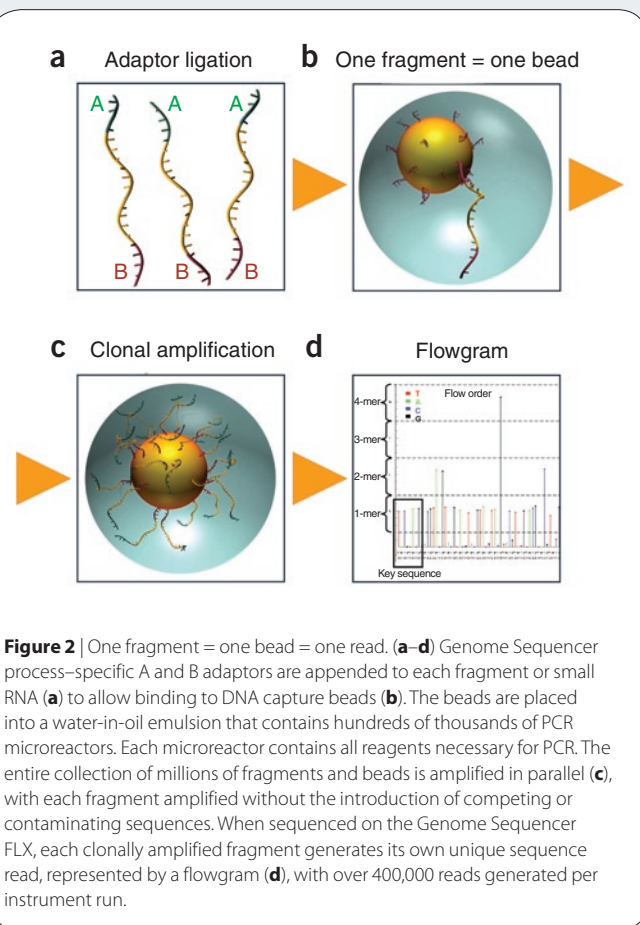 a Adaptor ligation
b One fragment = one bead
A A A
B B B
c Clonal amplification
d Flowgram
T
A
C
G
Flow order
4-mer
3-mer
2-mer
1-mer
Key sequence
Figure 2 | One fragment = one bead = one read. (a–d) Genome Sequencer
process–specific A and B adaptors are appended to each fragment or small
RNA (a) to allow binding to DNA capture beads (b). The beads are placed
into a water-in-oil emulsion that contains hundreds of thousands of PCR
microreactors. Each microreactor contains all reagents necessary for PCR. The
entire collection of millions of fragments and beads is amplified in parallel (c),
with each fragment amplified without the introduction of competing or
contaminating sequences. When sequenced on the Genome Sequencer
FLX, each clonally amplified fragment generates its own unique sequence
read, represented by a flowgram (d), with over 400,000 reads generated per
instrument run.